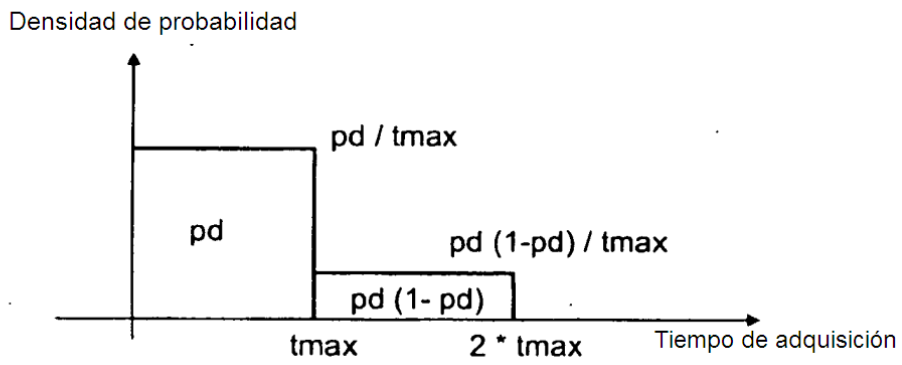 Densidad de probabilidad
pd / tmax
pd
pd (1-pd) / tmax
pd (1- pd)
tmax
2 * tmax
Tiempo de adquisición